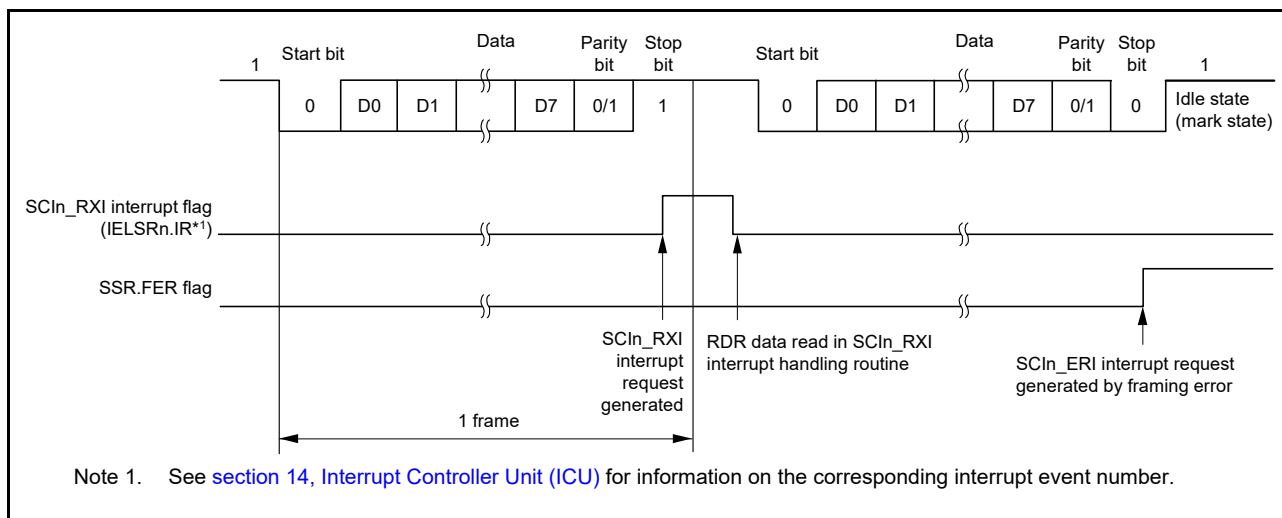 Data Parity Stop Data Parity Stop
Start bit bit bit Start bit bit bit
1 1
0 D0 D1 D7 0/1 1 0 D0 D1 D7 0/1 0 Idle state
(mark state)
SCIn_RXI interrupt flag
(IELSRn.IR*1)
SSR.FER flag
SCIn_RXI
interrupt
request
generated
RDR data read in SCIn_RXI
interrupt handling routine
SCIn_ERI interrupt request
generated by framing error
1 frame
Note 1. See section 14, Interrupt Controller Unit (ICU) for information on the corresponding interrupt event number.